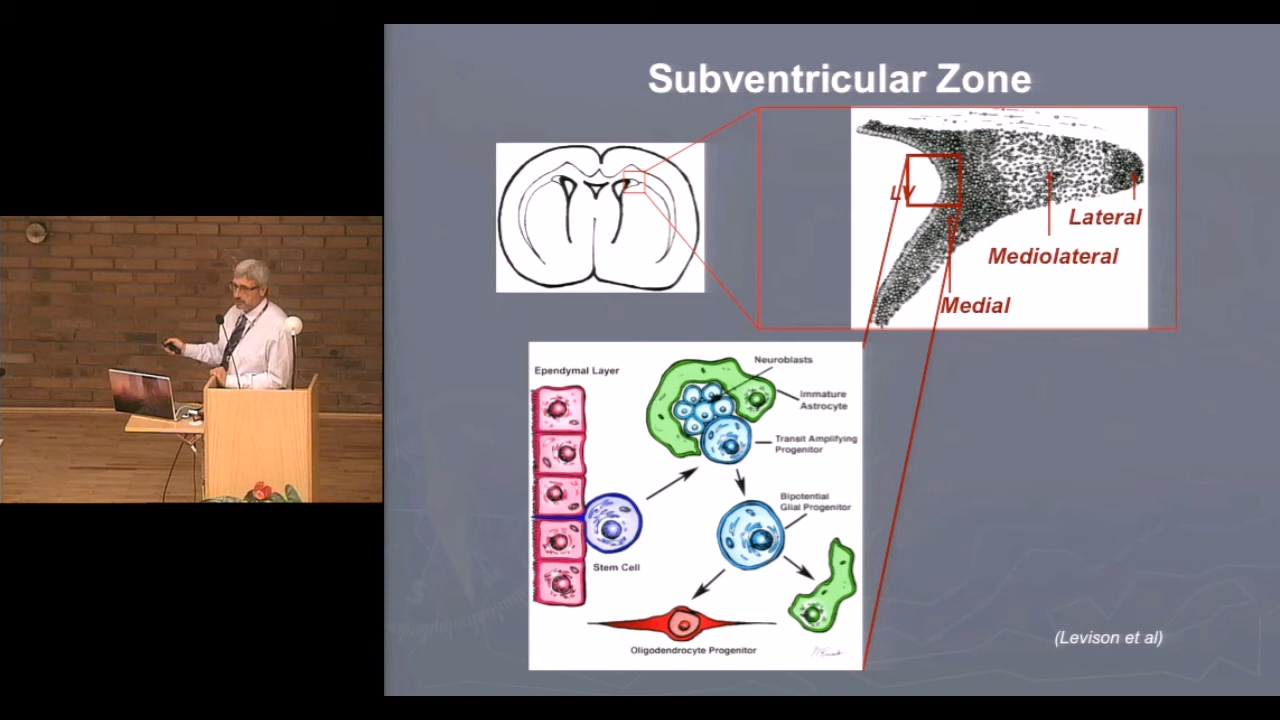 Subventricular Zone
LV
Lateral
Mediolateral
Medial
Neuroblasts
Ependymal Layer
Immature
Astrocyte
Transit Amplifying
Progenitor
Bipotential
Glial Progenitor
Stem Cell
Oligodendrocyte Progenitor
(Levison et al)